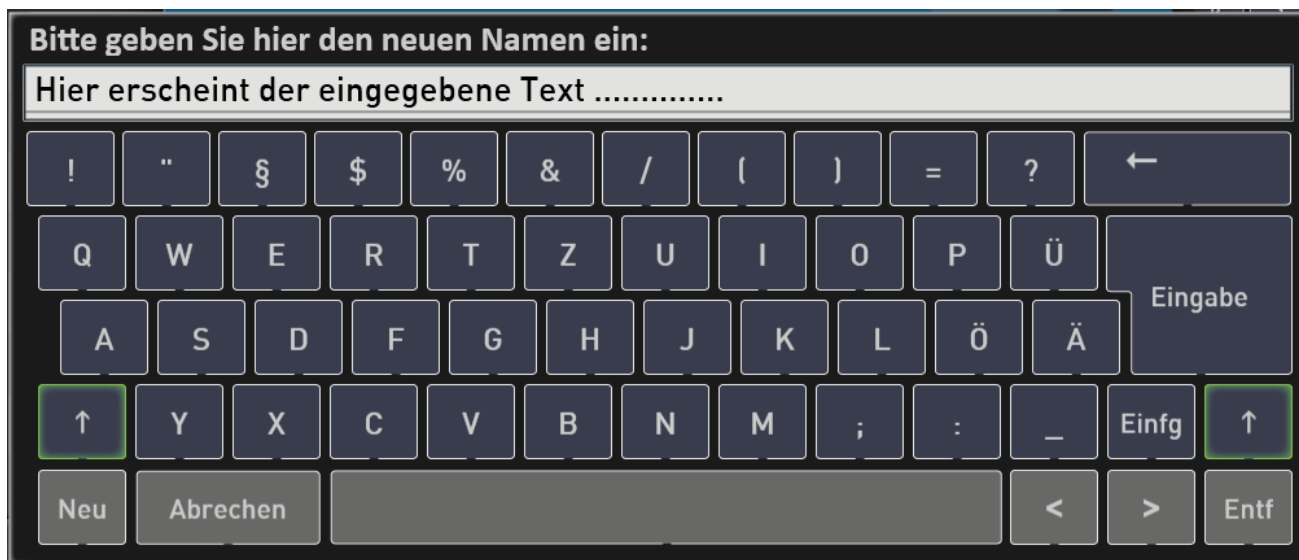 Bitte geben Sie hier den neuen Namen ein:
Hier erscheint der eingegebene Text ..............
! " § $ % & / ( ) = ? ←
Q W E R T Z U I O P Ü
Eingabe
A S D F G H J K L Ö Ä
↑ Y X C V B N M ; : _ Einfg ↑
Neu Abrechen < > Entf